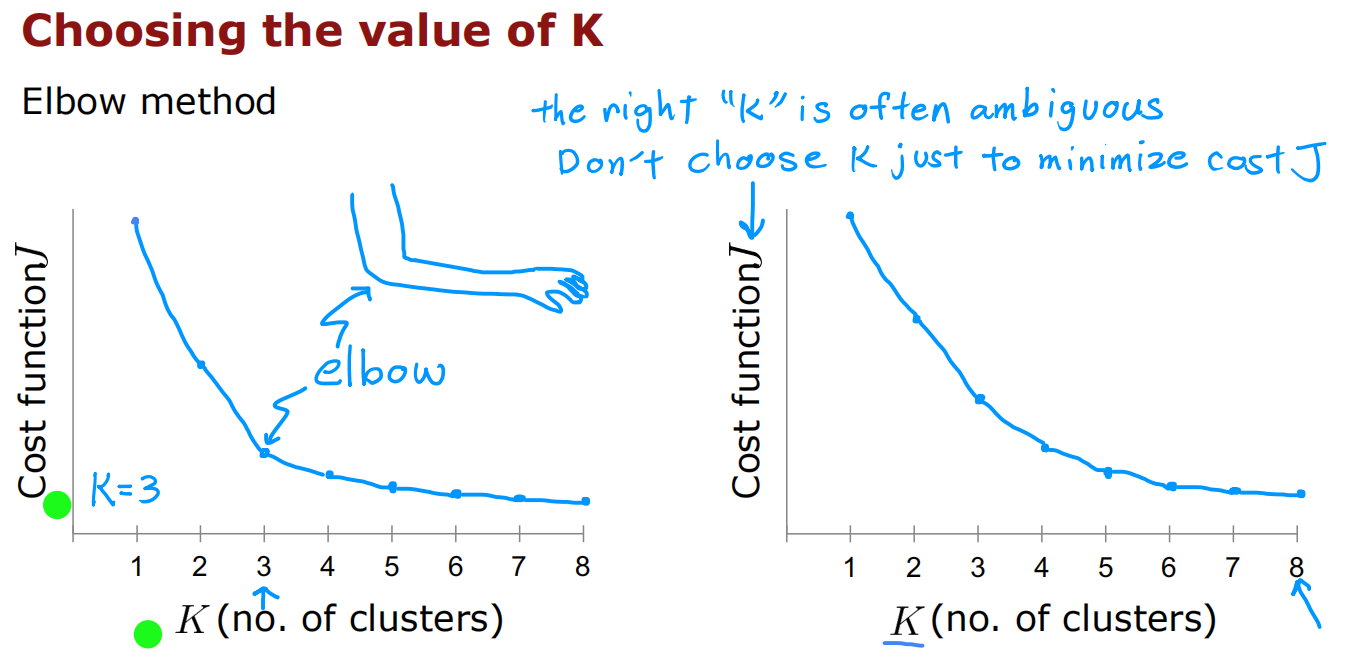 Choosing the value of K
Elbow method
the right "K" is often ambiguous
Don't choose K just to minimize cost J
Cost function J
elbow
K=3
1 2 3 4 5 6 7 8
K (no. of clusters)
Cost function J
1 2 3 4 5 6 7 8
K (no. of clusters)